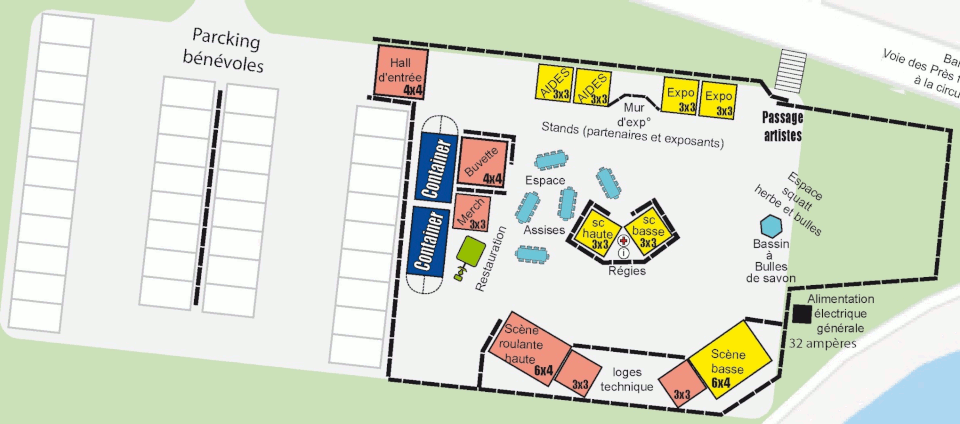 Parcking
bénévoles
Hall
d'entrée
4x4
AIDES
3x3
AIDES
3x3
Mur
d'exp°
Expo
3x3
Expo
3x3
Stands (partenaires et exposants)
Passage
artistes
Voie des Près
à la circu
Container
Buvette
4x4
Container
Merch
3x3
Restauration
Espace
Assises
sc
haute
3x3
sc
basse
3x3
i
Régies
Espace
squatt
herbe et bulles
Bassin
à
Bulles
de savon
Alimentation
électrique
générale
32 ampères
Scène
roulante
haute
6x4
3x3
loges
technique
3x3
Scène
basse
6x4